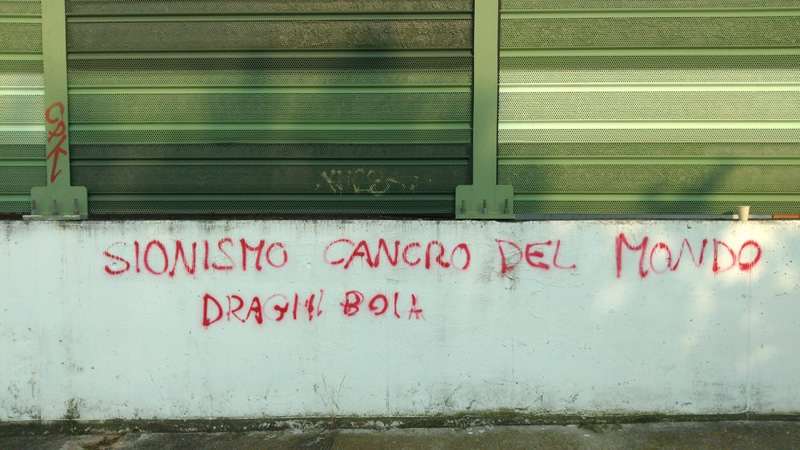 SIONISMO CANCRO DEL MONDO
DRAGHI BOIA